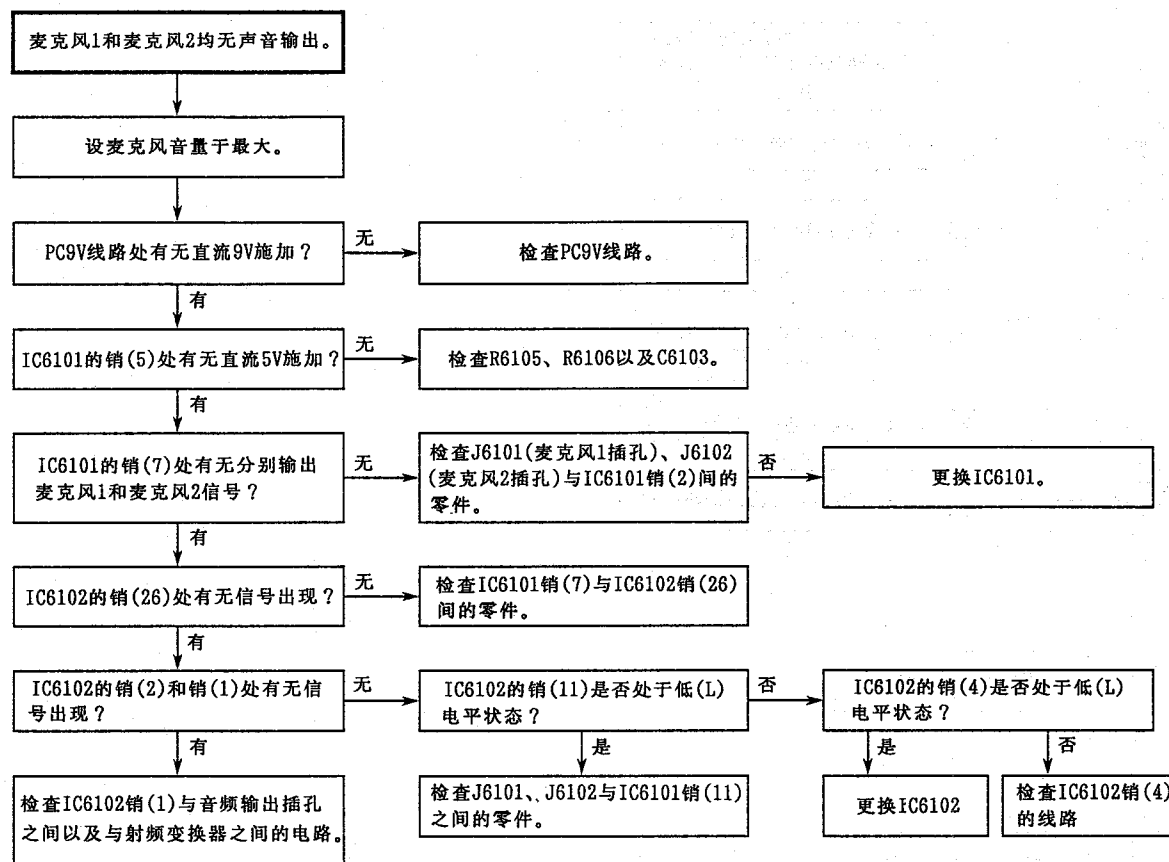 麦克风1和麦克风2均无声音输出。
设麦克风音量于最大。
PC9V线路处有无直流9V施加？
无
检查PC9V线路。
有
IC6101的销(5)处有无直流5V施加？
无
检查R6105、R6106以及C6103。
有
IC6101的销(7)处有无分别输出
麦克风1和麦克风2信号？
无
检查J6101(麦克风1插孔)、J6102
(麦克风2插孔)与IC6101销(2)间的
零件。
否
更换IC6101。
有
IC6102的销(26)处有无信号出现？
无
检查IC6101销(7)与IC6102销(26)
间的零件。
有
IC6102的销(2)和销(1)处有无信
号出现？
无
IC6102的销(11)是否处于低(L)
电平状态？
否
IC6102的销(4)是否处于低(L)
电平状态？
有
是
是
否
检查IC6102销(1)与音频输出插孔
之间以及与射频变换器之间的电路。
检查J6101、J6102与IC6101销(11)
之间的零件。
更换IC6102
检查IC6102销(4)
的线路